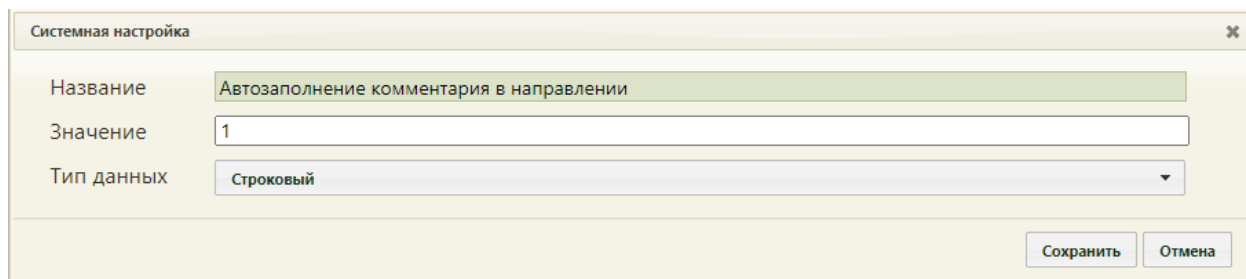 Системная настройка
Название Автозаполнение комментария в направлении
Значение 1
Тип данных Строковый
Сохранить Отмена